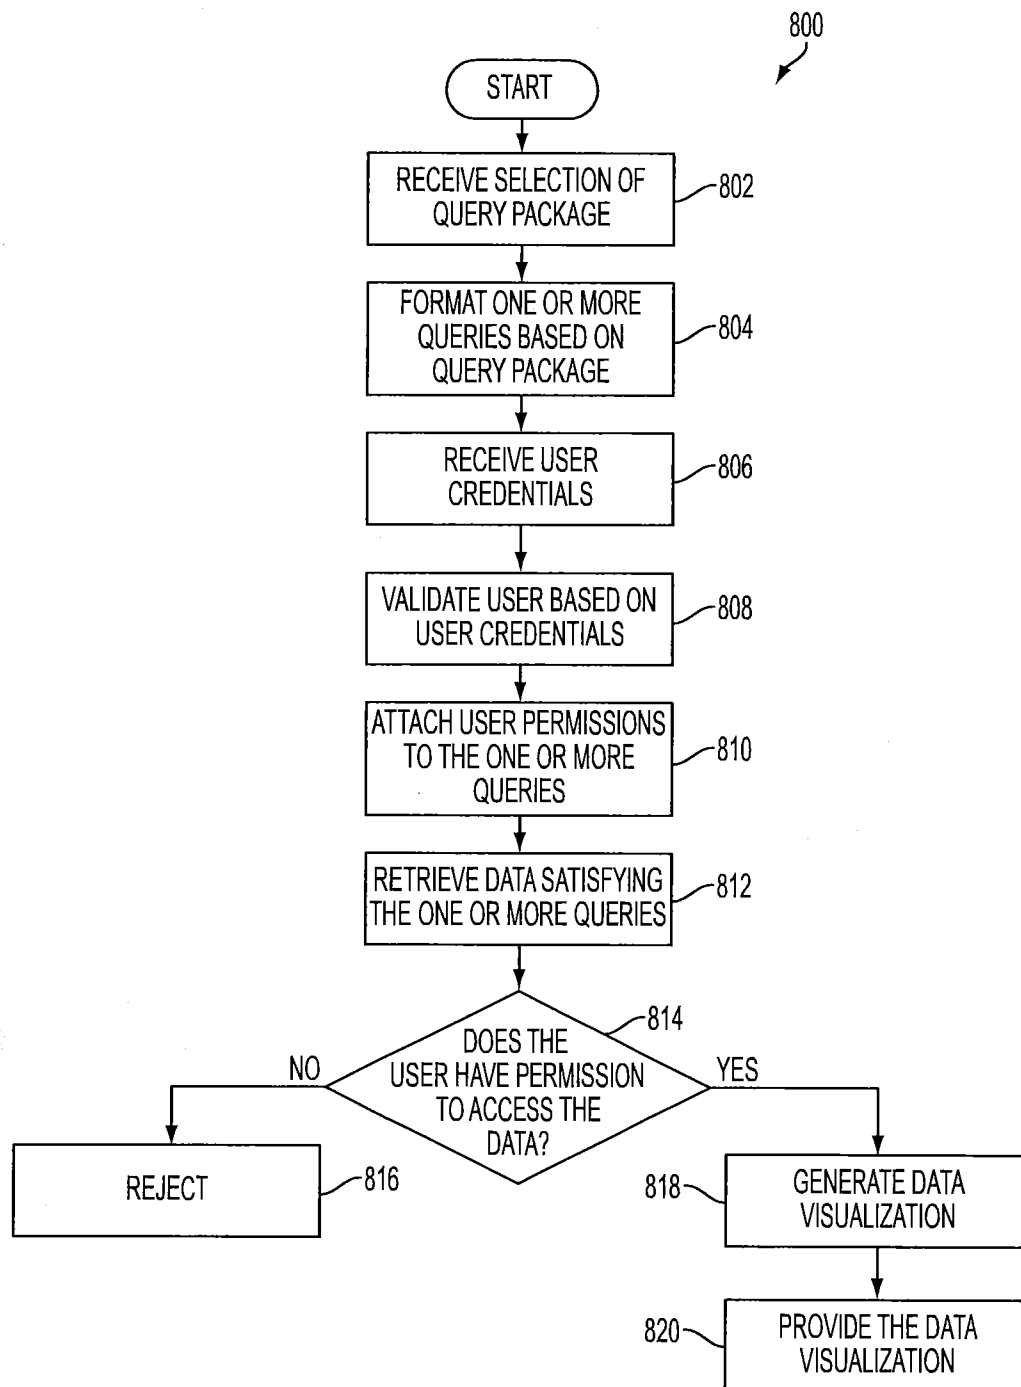 800
START
RECEIVE SELECTION OF
QUERY PACKAGE
802
FORMAT ONE OR MORE
QUERIES BASED ON
QUERY PACKAGE
804
RECEIVE USER
CREDENTIALS
806
VALIDATE USER BASED ON
USER CREDENTIALS
808
ATTACH USER PERMISSIONS
TO THE ONE OR MORE
QUERIES
810
RETRIEVE DATA SATISFYING
THE ONE OR MORE QUERIES
812
DOES THE
USER HAVE PERMISSION
TO ACCESS THE
DATA?
814
NO
YES
REJECT
816
GENERATE DATA
VISUALIZATION
818
PROVIDE THE DATA
VISUALIZATION
820